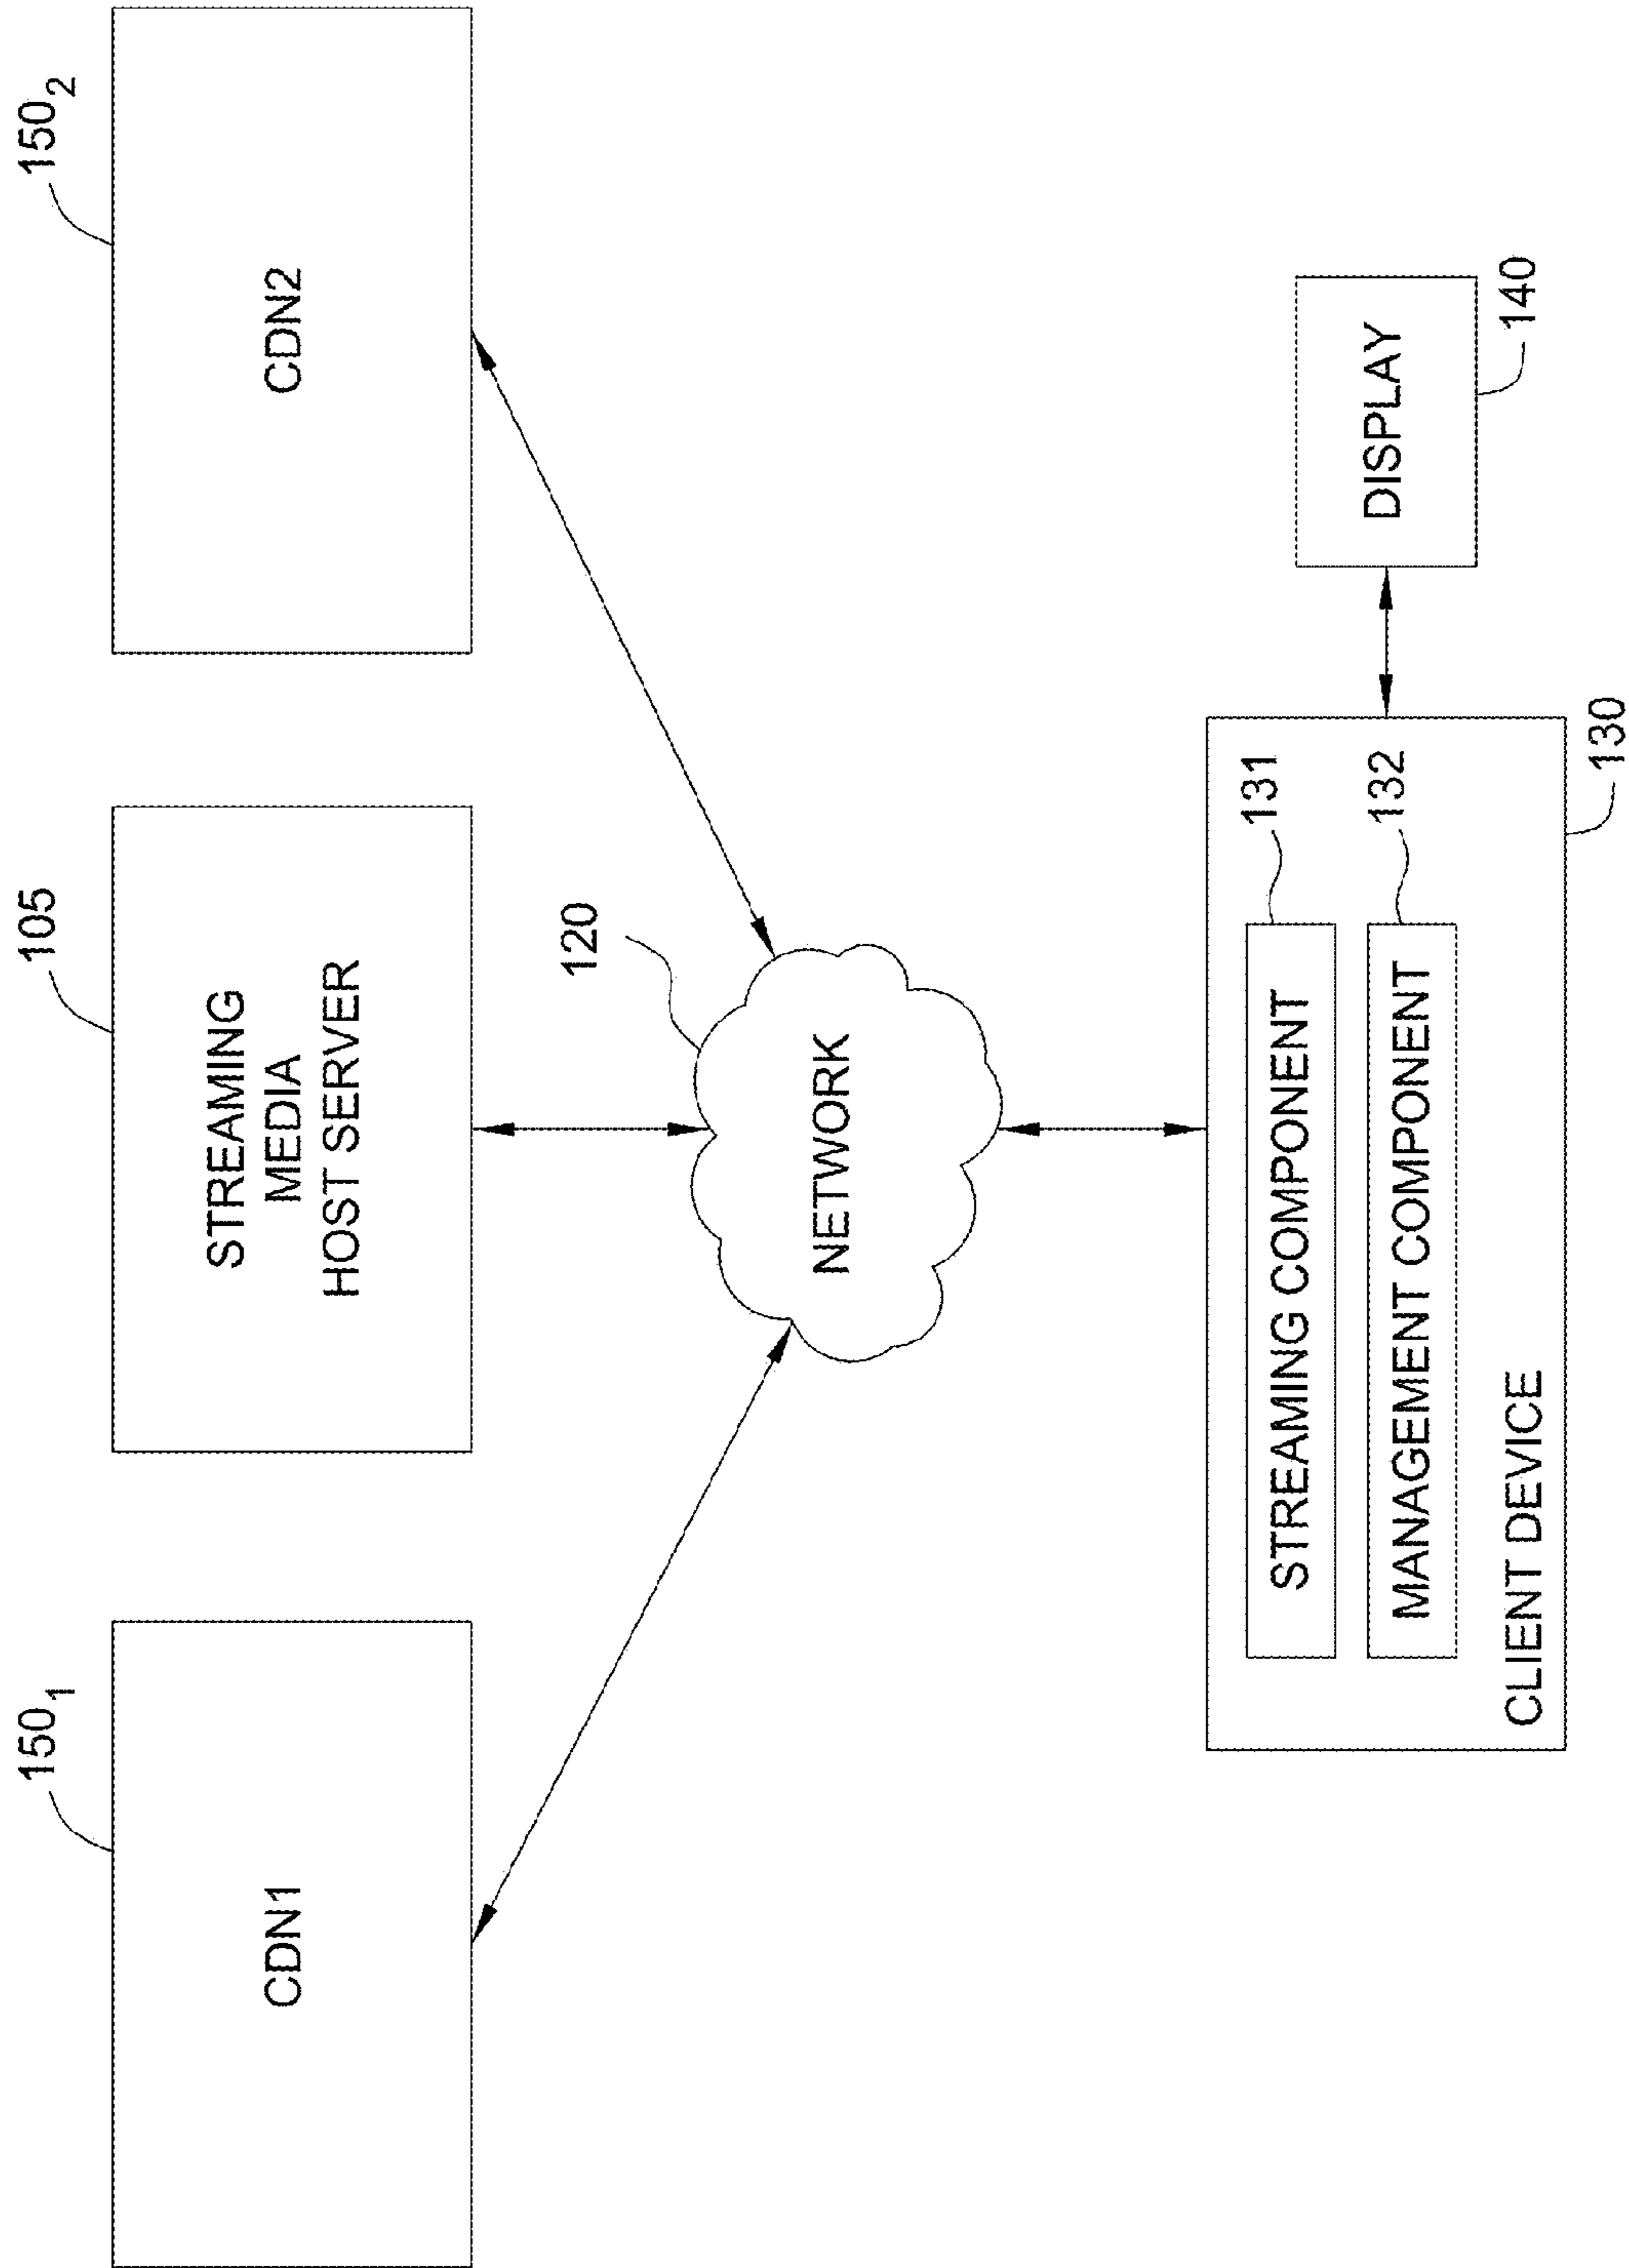 150₁
105
150₂
CDN1
STREAMING
MEDIA
HOST SERVER
CDN2
120
NETWORK
STREAMING COMPONENT
131
MANAGEMENT COMPONENT
132
CLIENT DEVICE
130
DISPLAY
140